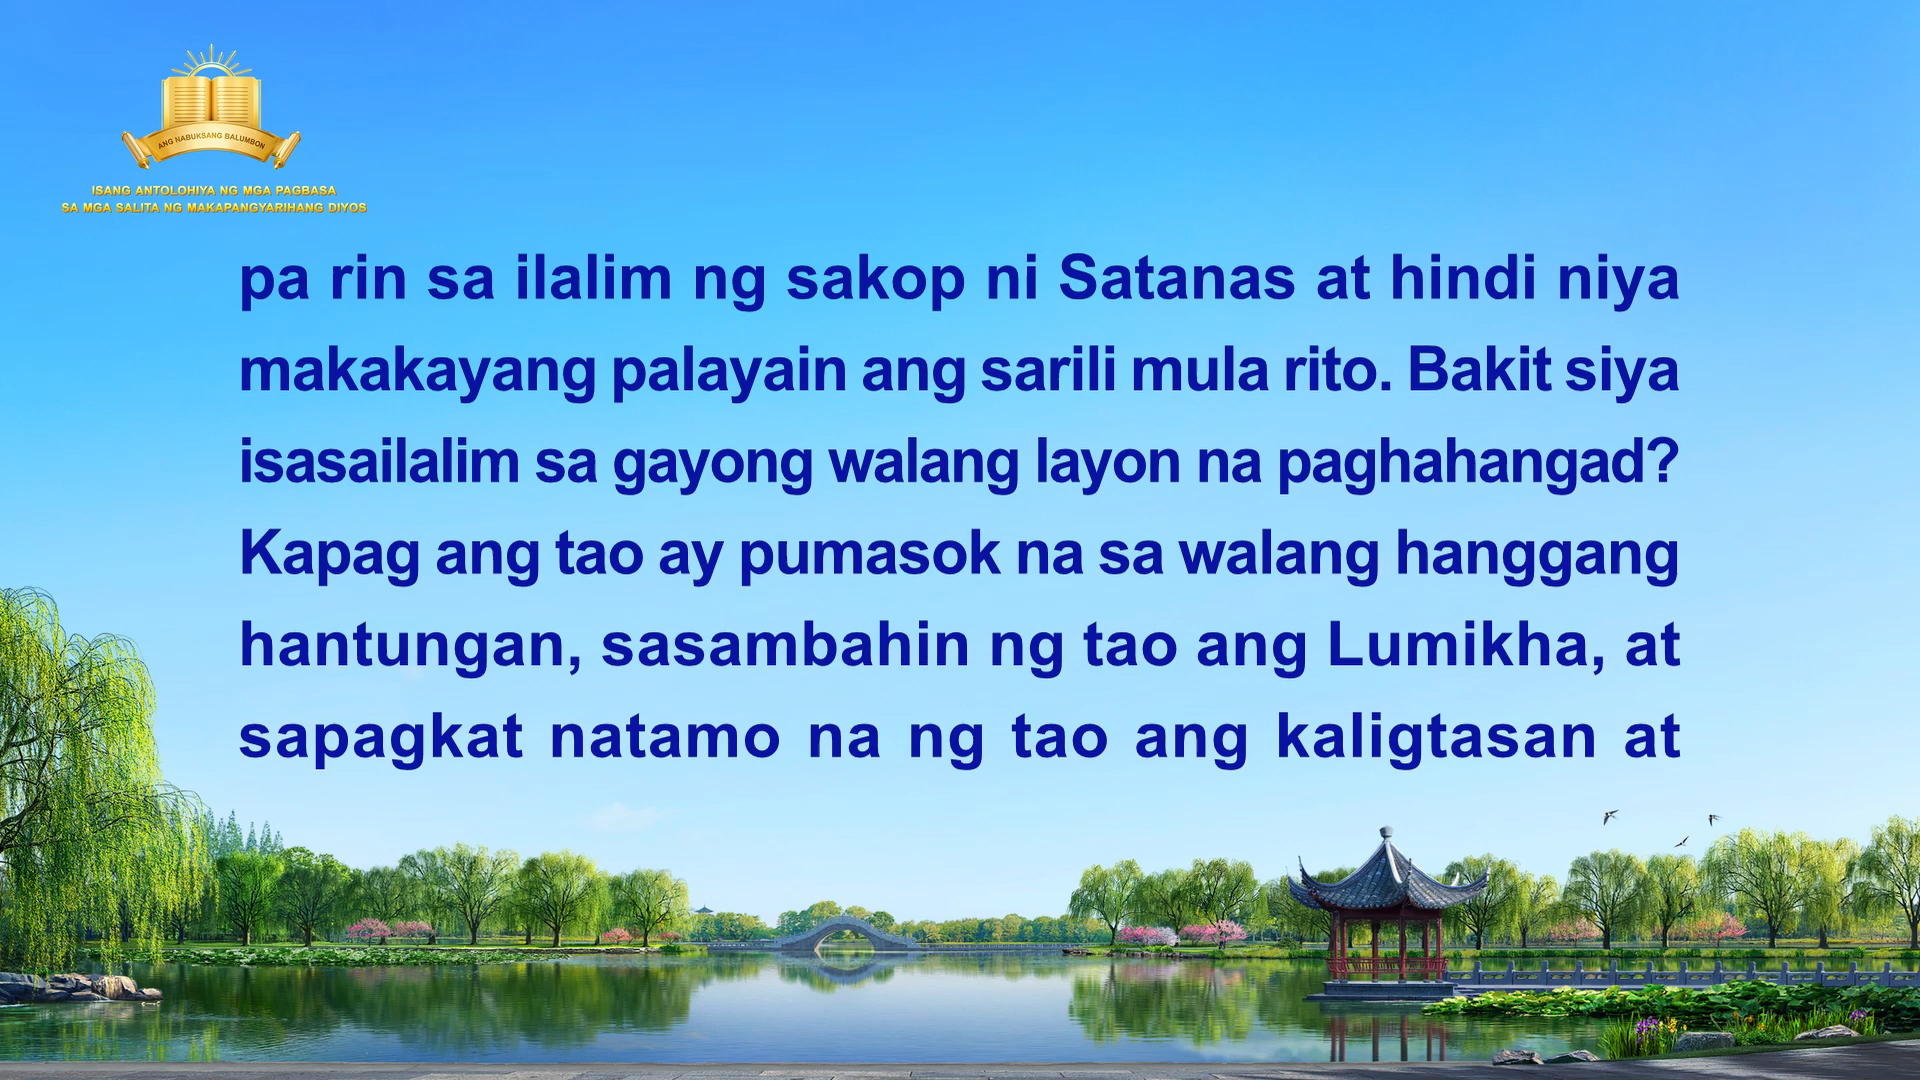 ANG NABUKSANG BALUMBON
ISANG ANTOLOHIYA NG MGA PAGBASA
SA MGA SALITA NG MAKAPANGYARIHANG DIYOS
pa rin sa ilalim ng sakop ni Satanas at hindi niya
makakayang palayain ang sarili mula rito. Bakit siya
isasailalim sa gayong walang layon na paghahangad?
Kapag ang tao ay pumasok na sa walang hanggang
hantungan, sasambahin ng tao ang Lumikha, at
sapagkat natamo na ng tao ang kaligtasan at